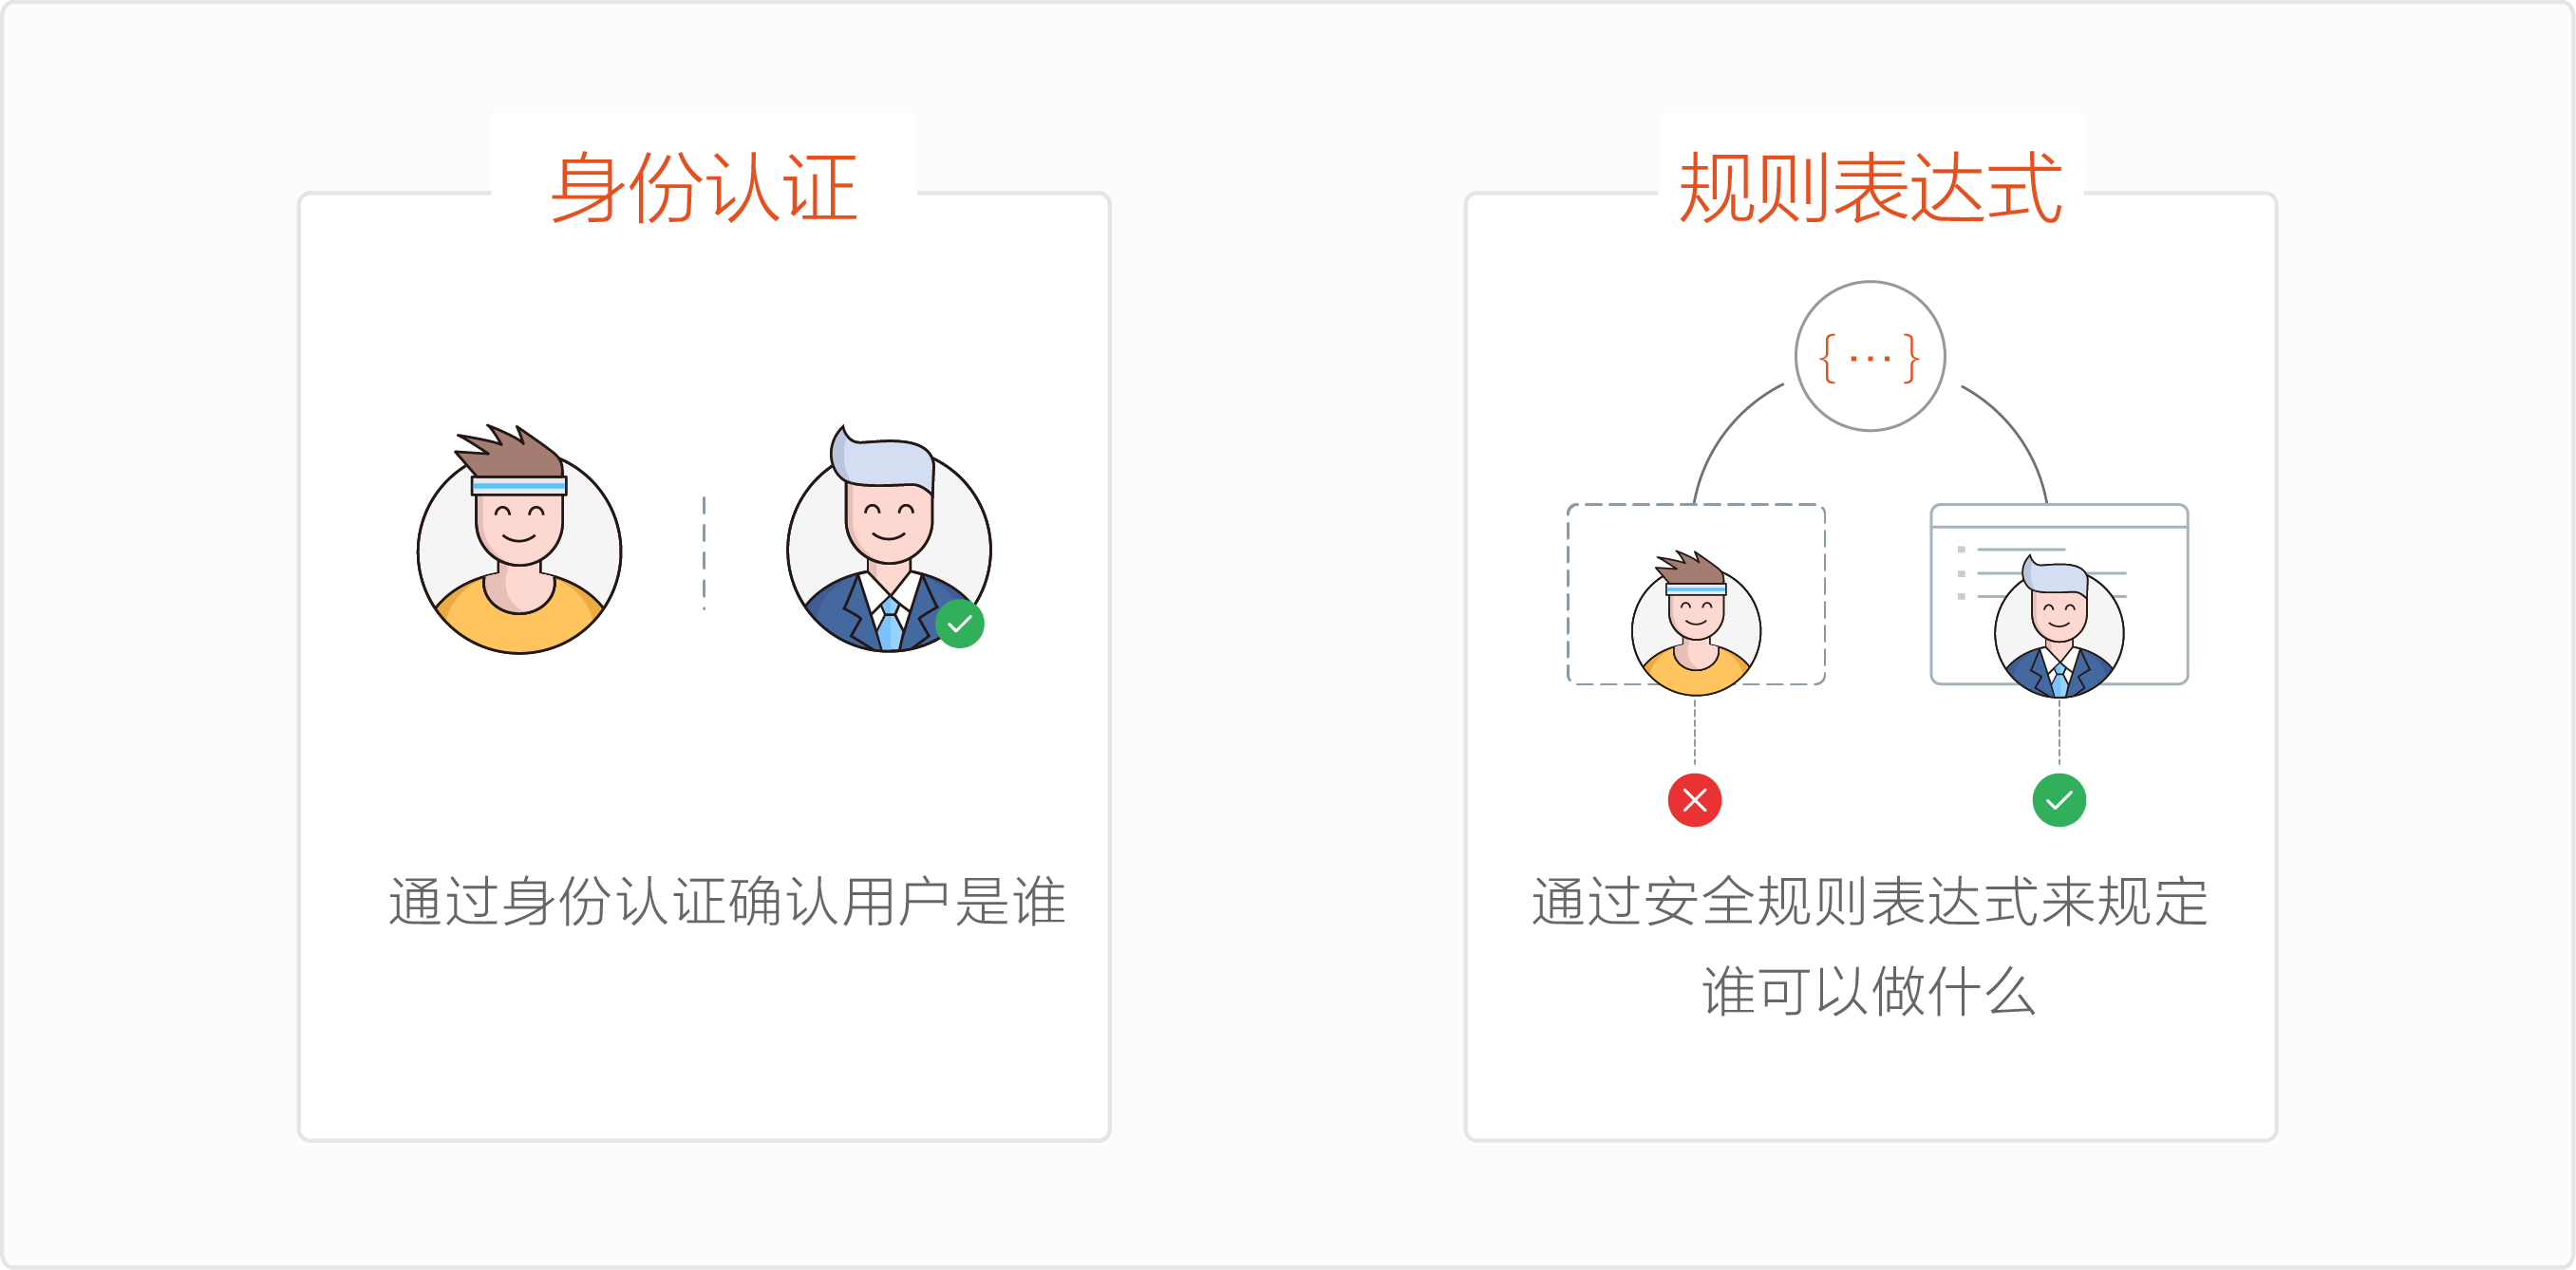 身份认证
通过身份认证确认用户是谁
规则表达式
{···}
通过安全规则表达式来规定
谁可以做什么